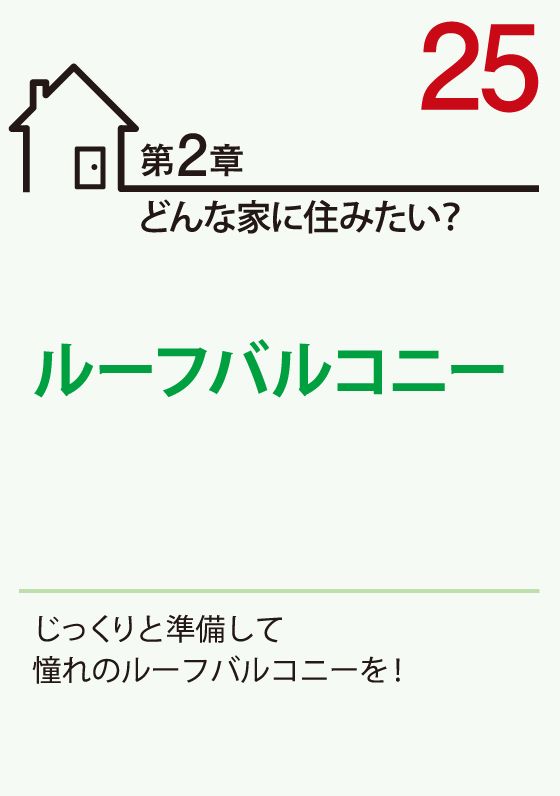 25
第2章
どんな家に住みたい?
ルーフバルコニー
じっくりと準備して
憧れのルーフバルコニーを!